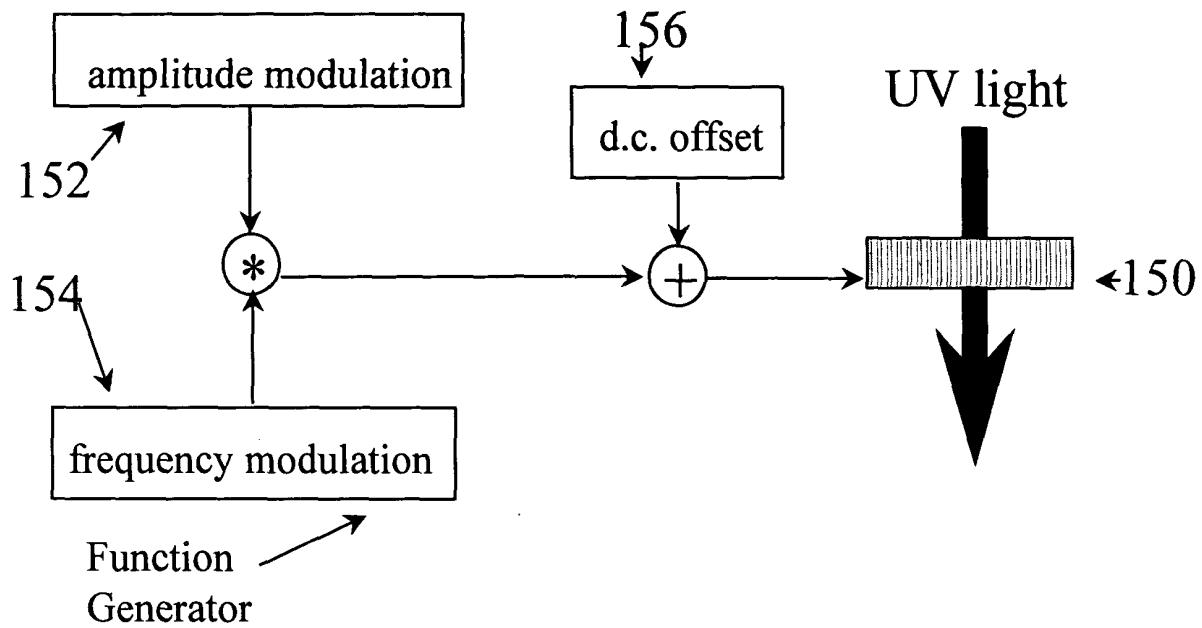 156
amplitude modulation
UV light
d.c. offset
152
*
+
150
154
frequency modulation
Function
Generator